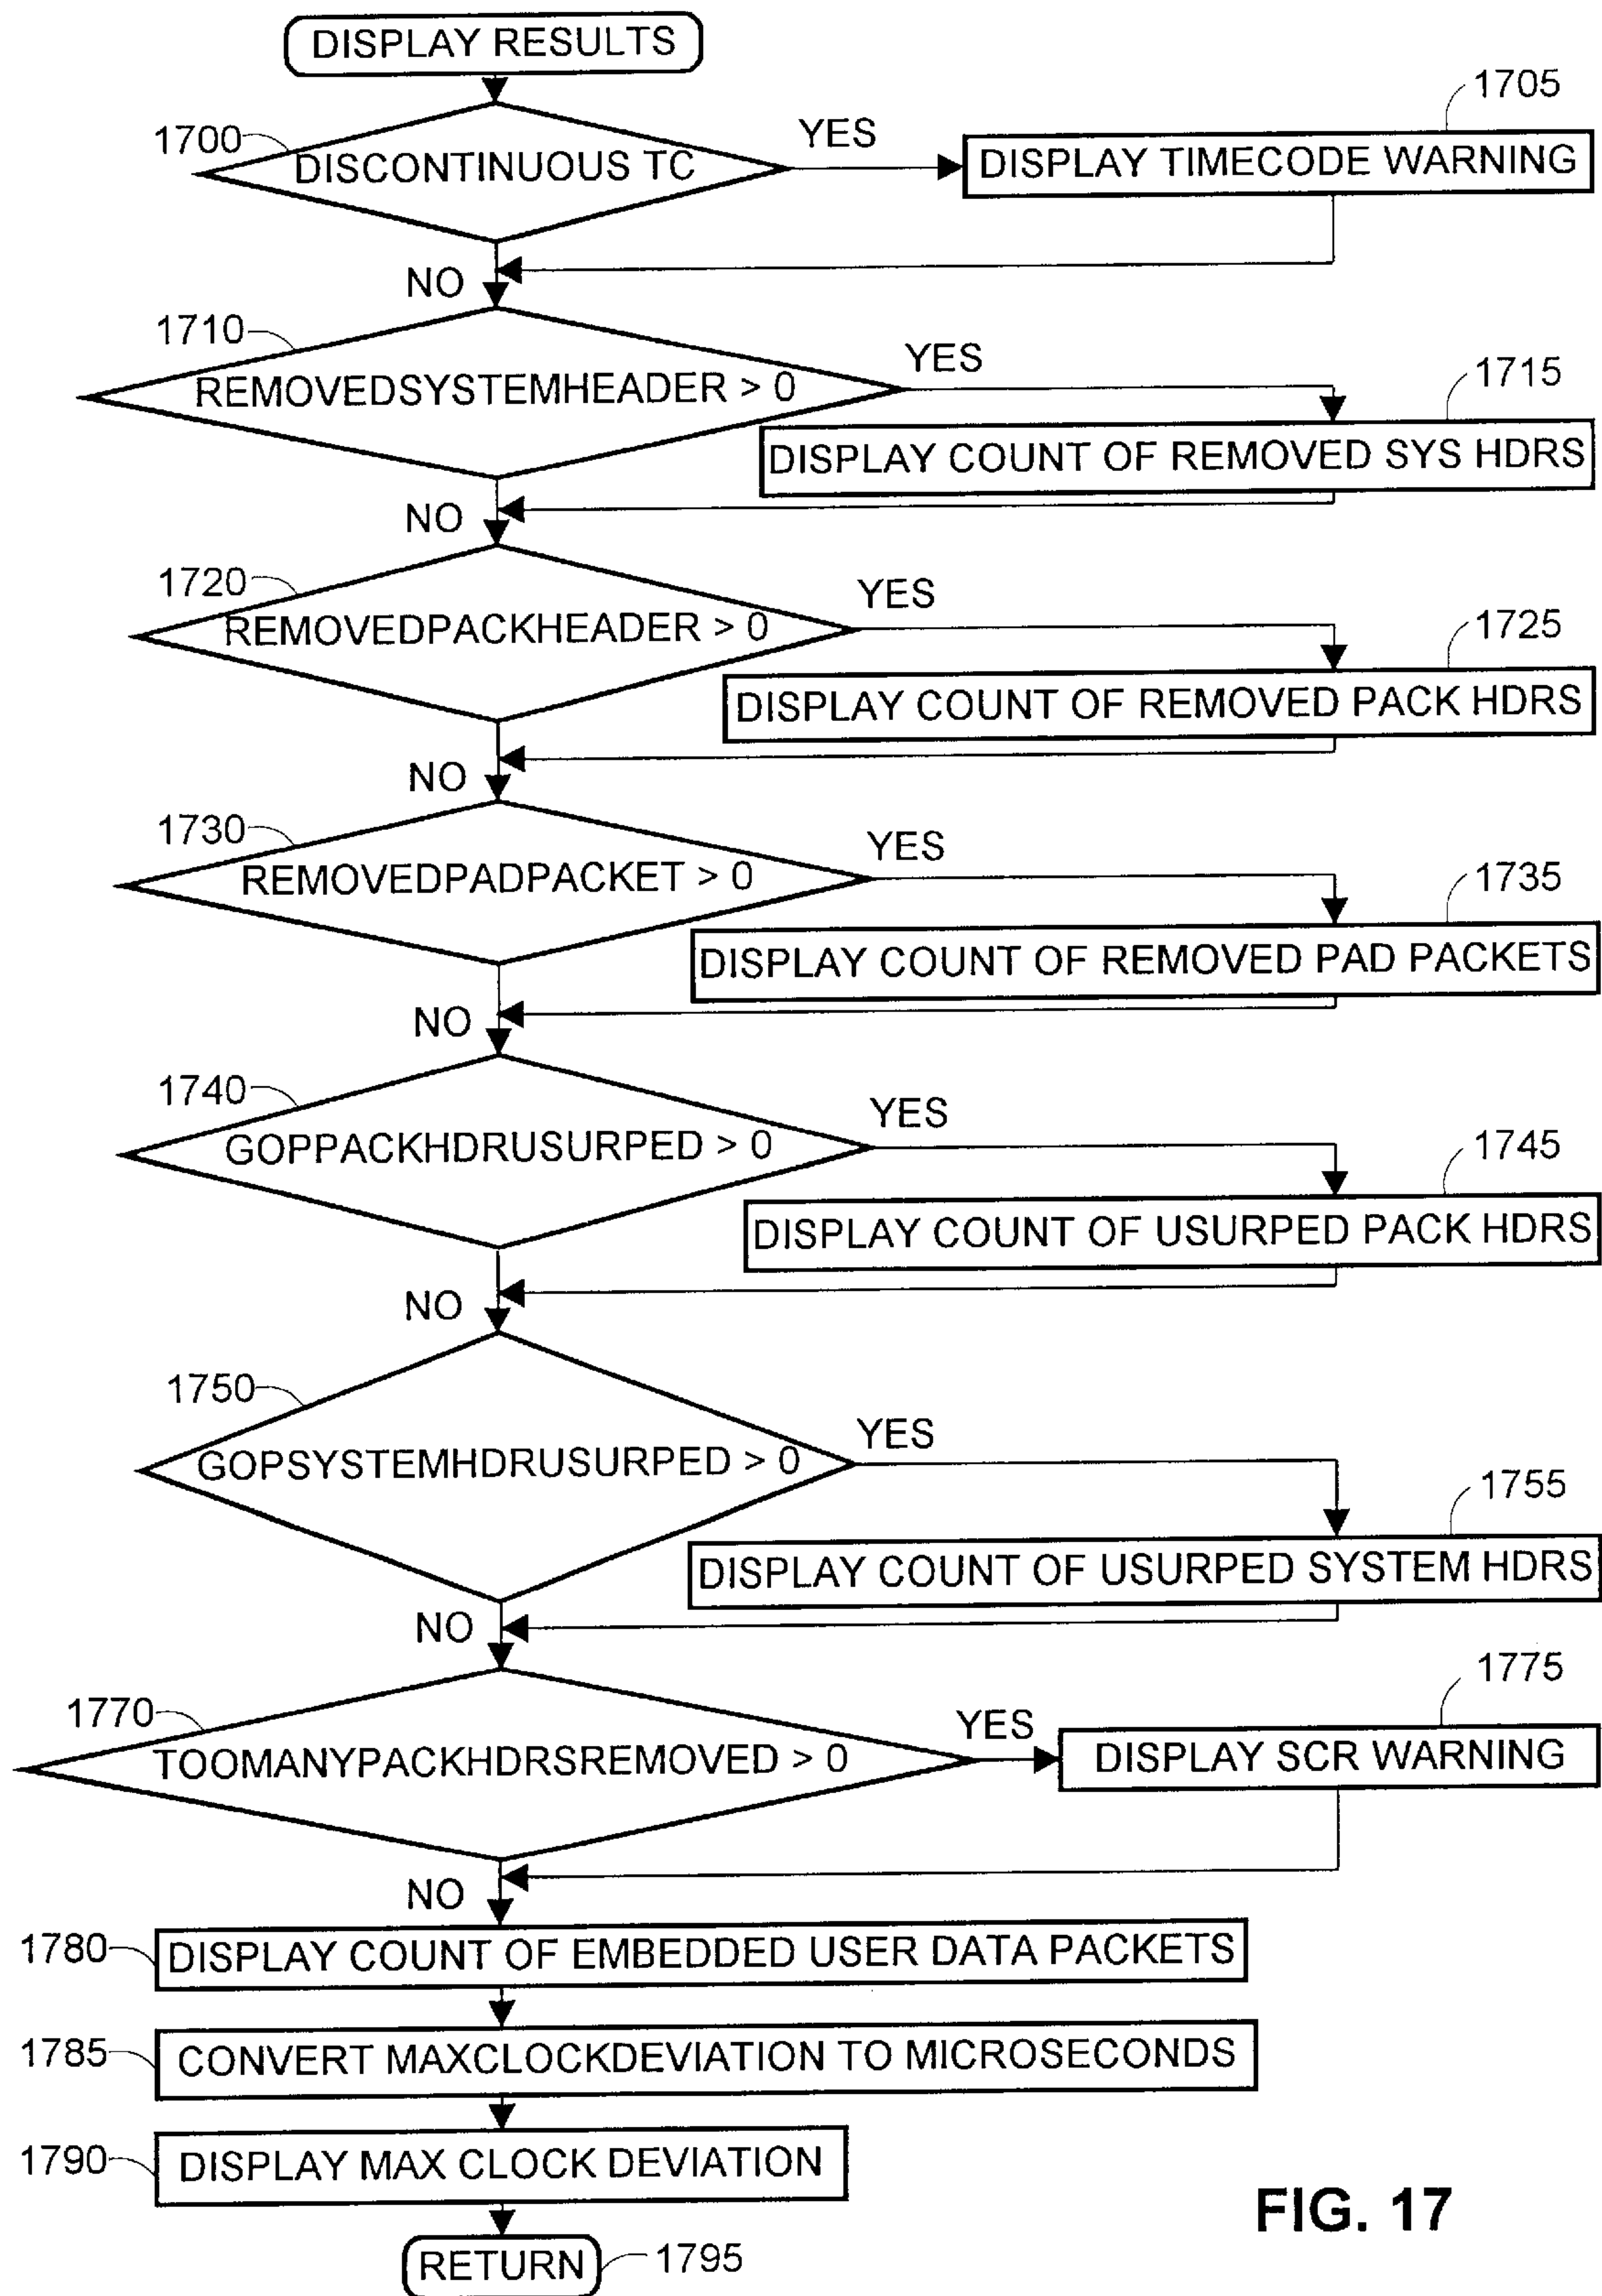 DISPLAY RESULTS
1700
DISCONTINUOUS TC
YES
1705
DISPLAY TIMECODE WARNING
NO
1710
REMOVEDSYSTEMHEADER > 0
YES
1715
DISPLAY COUNT OF REMOVED SYS HDRS
NO
1720
REMOVEDPACKHEADER > 0
YES
1725
DISPLAY COUNT OF REMOVED PACK HDRS
NO
1730
REMOVEDPADPACKET > 0
YES
1735
DISPLAY COUNT OF REMOVED PAD PACKETS
NO
1740
GOPPACKHDRUSURPED > 0
YES
1745
DISPLAY COUNT OF USURPED PACK HDRS
NO
1750
GOPSYSTEMHDRUSURPED > 0
YES
1755
DISPLAY COUNT OF USURPED SYSTEM HDRS
NO
1770
TOOMANYPACKHDRSREMOVED > 0
YES
1775
DISPLAY SCR WARNING
NO
1780
DISPLAY COUNT OF EMBEDDED USER DATA PACKETS
1785
CONVERT MAXCLOCKDEVIATION TO MICROSECONDS
1790
DISPLAY MAX CLOCK DEVIATION
RETURN
1795
FIG. 17